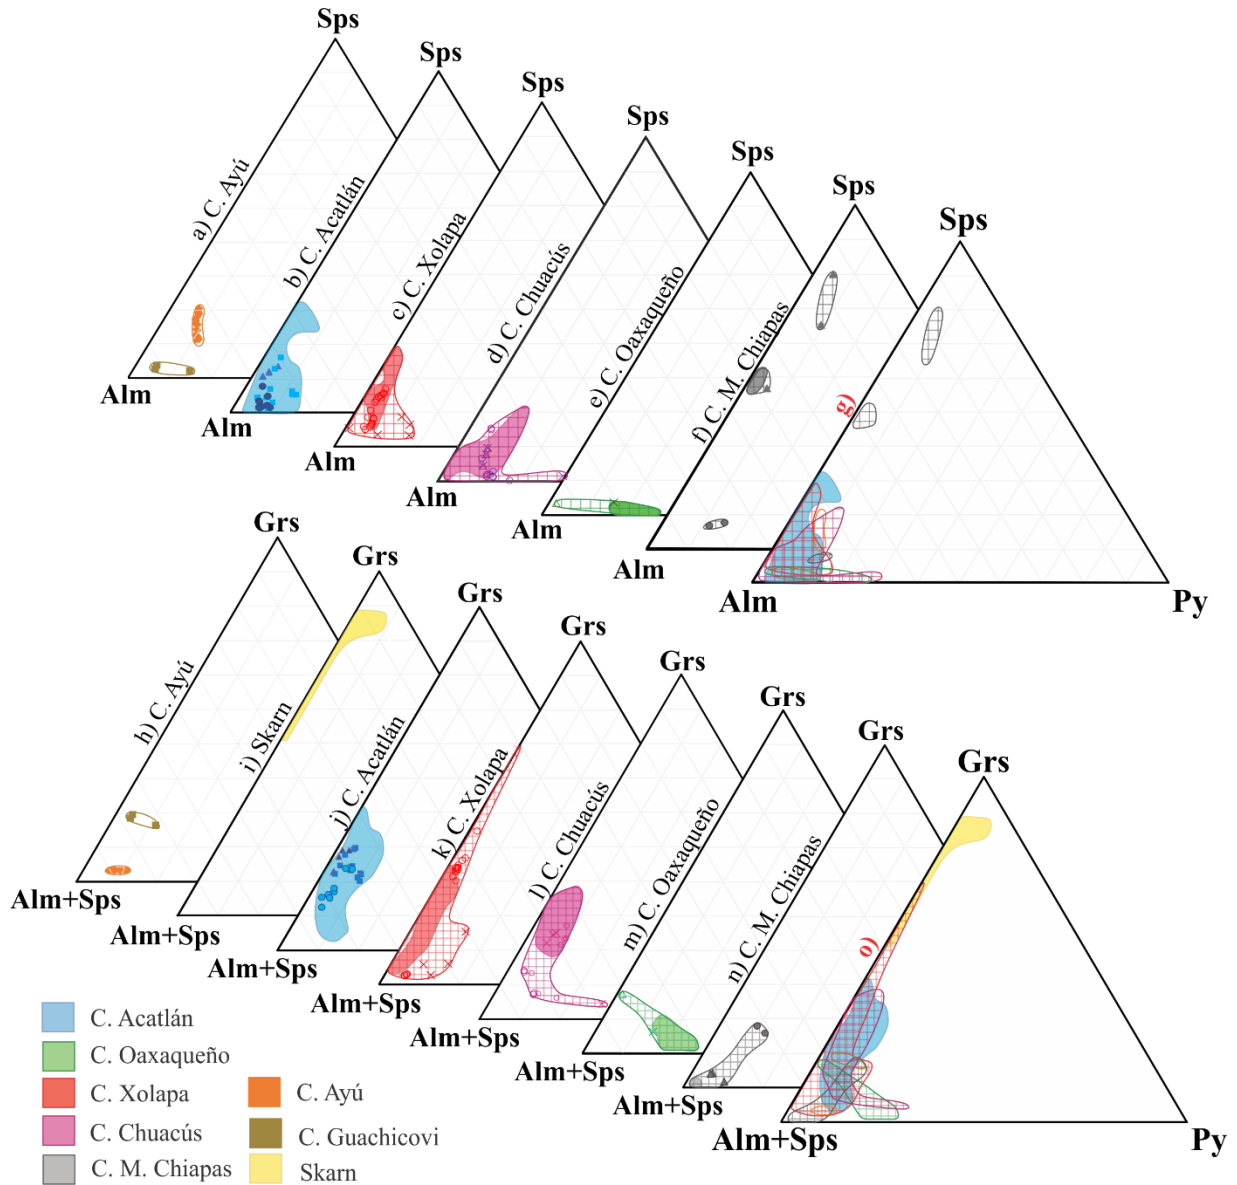 Sps
Sps
Sps
Sps
Sps
Sps
Sps
a) C. Ayú
b) C. Acatlán
c) C. Xolapa
d) C. Chuacús
e) C. Oaxaqueño
f) C. M. Chiapas
g)
Alm
Alm
Alm
Alm
Alm
Alm
Alm
Py
Grs
Grs
Grs
Grs
Grs
Grs
Grs
Grs
h) C. Ayú
i) Skarn
j) C. Acatlán
k) C. Xolapa
l) C. Chuacús
m) C. Oaxaqueño
n) C. M. Chiapas
o)
Alm+Sps
Alm+Sps
Alm+Sps
Alm+Sps
Alm+Sps
Alm+Sps
Alm+Sps
Alm+Sps
Py
C. Acatlán
C. Oaxaqueño
C. Xolapa
C. Chuacús
C. M. Chiapas
C. Ayú
C. Guachicovi
Skarn